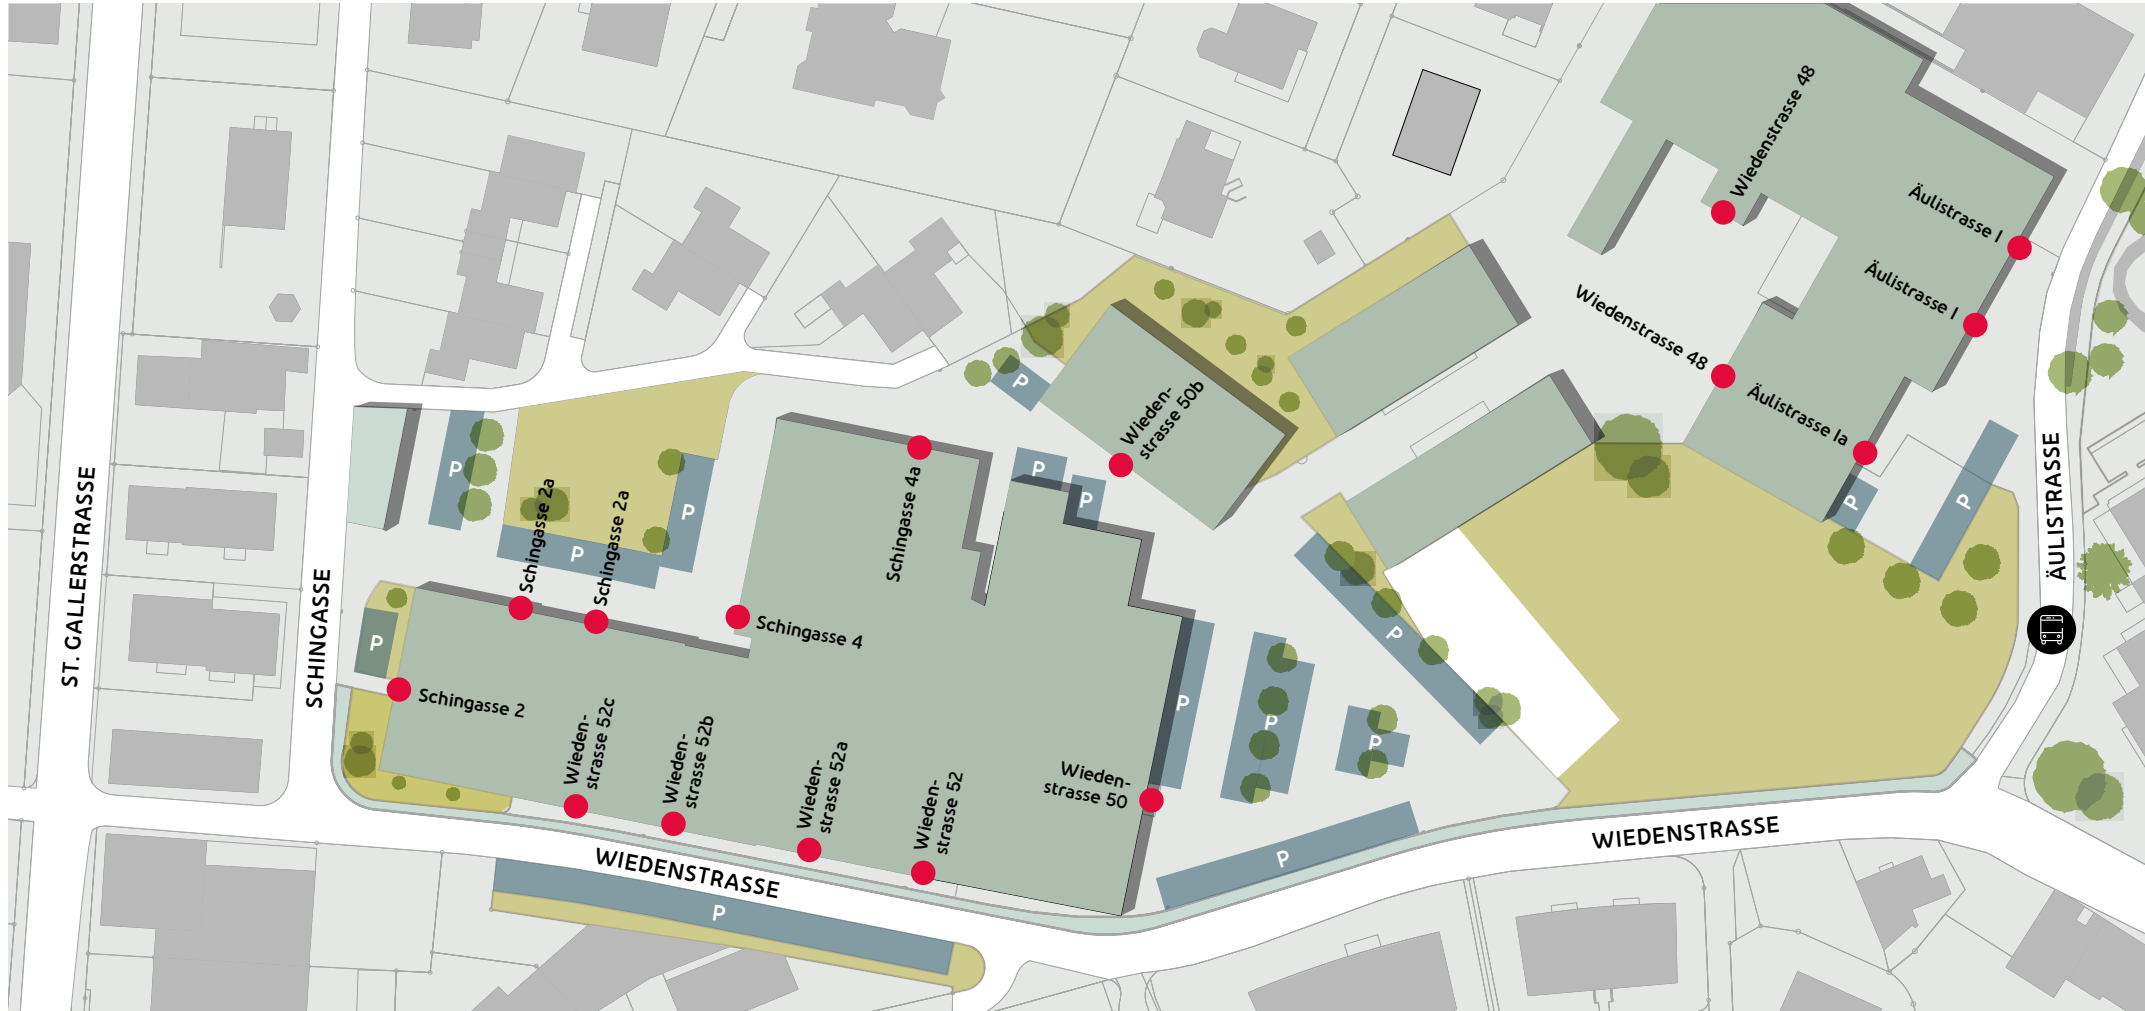 Wiedenstrasse 48
Äulistrasse I
Äulistrasse I
Wiedenstrasse 48
Äulistrasse Ia
P
P
Wieden-
strasse 50b
P
P
P
P
P
P
Schingasse 2a
Schingasse 2a
Schingasse 4a
Schingasse 4
P
Schingasse 2
Wieden-
strasse 52c
Wieden-
strasse 52b
Wieden-
strasse 52a
Wieden-
strasse 52
Wieden-
strasse 50
P
P
P
P
P
P
ST. GALLERSTRASSE
SCHINGASSE
ÄULISTRASSE
WIEDENSTRASSE
WIEDENSTRASSE